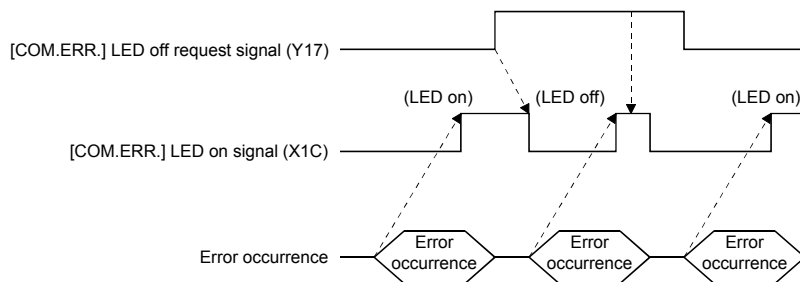 [COM.ERR.] LED off request signal (Y17)
(LED on)
(LED off)
(LED on)
[COM.ERR.] LED on signal (X1C)
Error occurrence
Error
occurrence
Error
occurrence
Error
occurrence